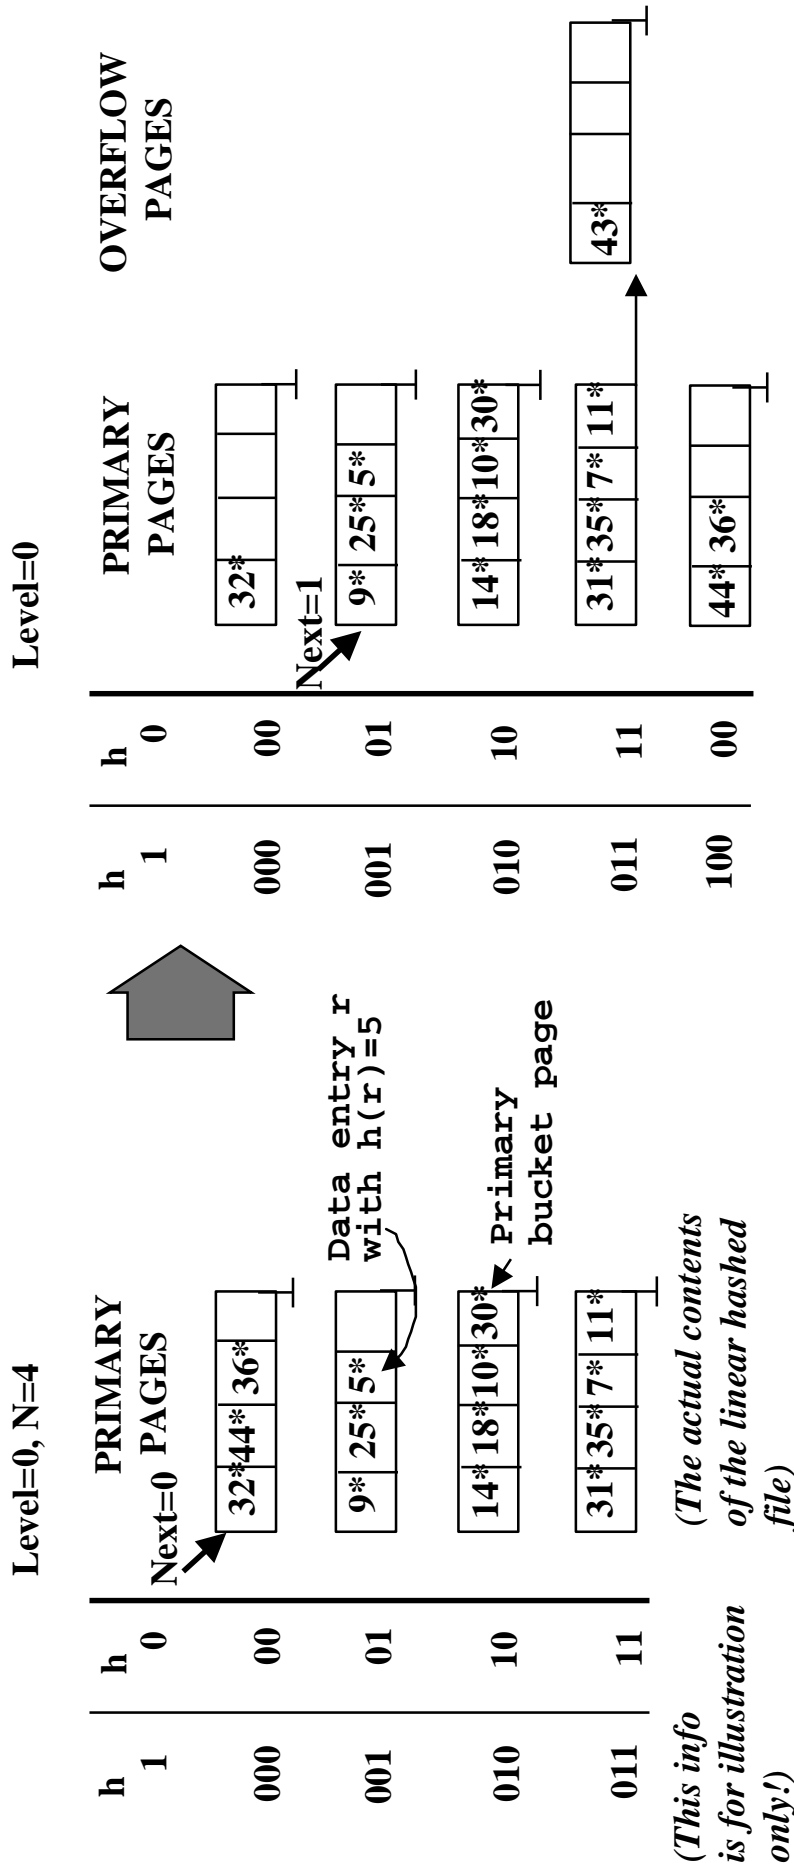 Level=0, N=4
h h PRIMARY
1 0 Next=0 PAGES
000 00 32* 44* 36*
001 01 9* 25* 5*
010 10 14* 18* 10* 30*
011 11 31* 35* 7* 11*
Data entry r
with h(r)=5
Primary
bucket page
(This info
is for illustration
only!)
(The actual contents
of the linear hashed
file)
Level=0
h h PRIMARY OVERFLOW
1 0 PAGES PAGES
000 00 32*
Next=1
001 01 9* 25* 5*
010 10 14* 18* 10* 30*
011 11 31* 35* 7* 11* 43*
100 00 44* 36*